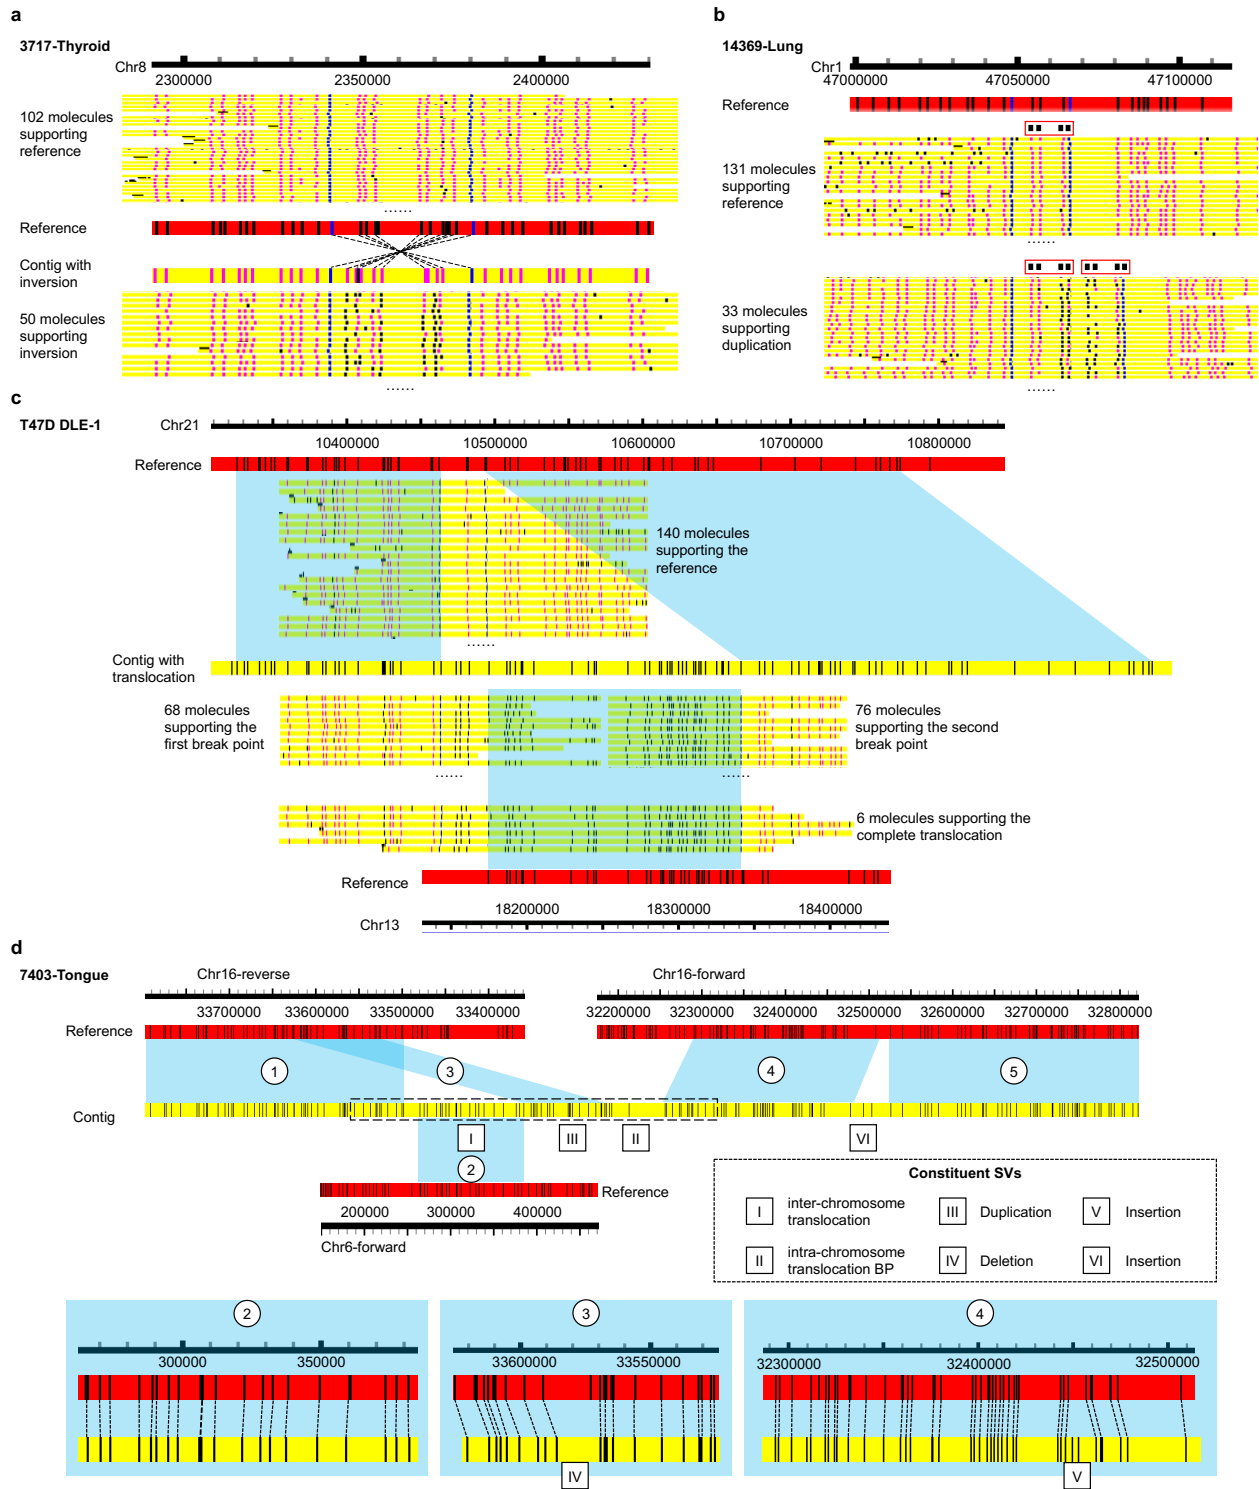 a
3717-Thyroid
Chr8
2300000 2350000 2400000
102 molecules
supporting
reference
......
Reference
Contig with
inversion
50 molecules
supporting
inversion
......
b
14369-Lung
Chr1
47000000 47050000 47100000
Reference
131 molecules
supporting
reference
......
33 molecules
supporting
duplication
......
c
T47D DLE-1
Chr21
10400000 10500000 10600000 10700000 10800000
Reference
140 molecules
supporting the
reference
......
Contig with
translocation
68 molecules
supporting the
first break point
76 molecules
supporting the second
break point
...... ......
6 molecules supporting the
complete translocation
Reference
18200000 18300000 18400000
Chr13
d
7403-Tongue
Chr16-reverse Chr16-forward
33700000 33600000 33500000 33400000
32200000 32300000 32400000 32500000 32600000 32700000 32800000
Reference
1 3 4 5
Contig
I III II VI
2
Reference
200000 300000 400000
Chr6-forward
Constituent SVs
I inter-chromosome
translocation
III Duplication
V Insertion
II intra-chromosome
translocation BP
IV Deletion
VI Insertion
2 3 4
300000 350000
33600000 33550000
32300000 32400000 32500000
IV V